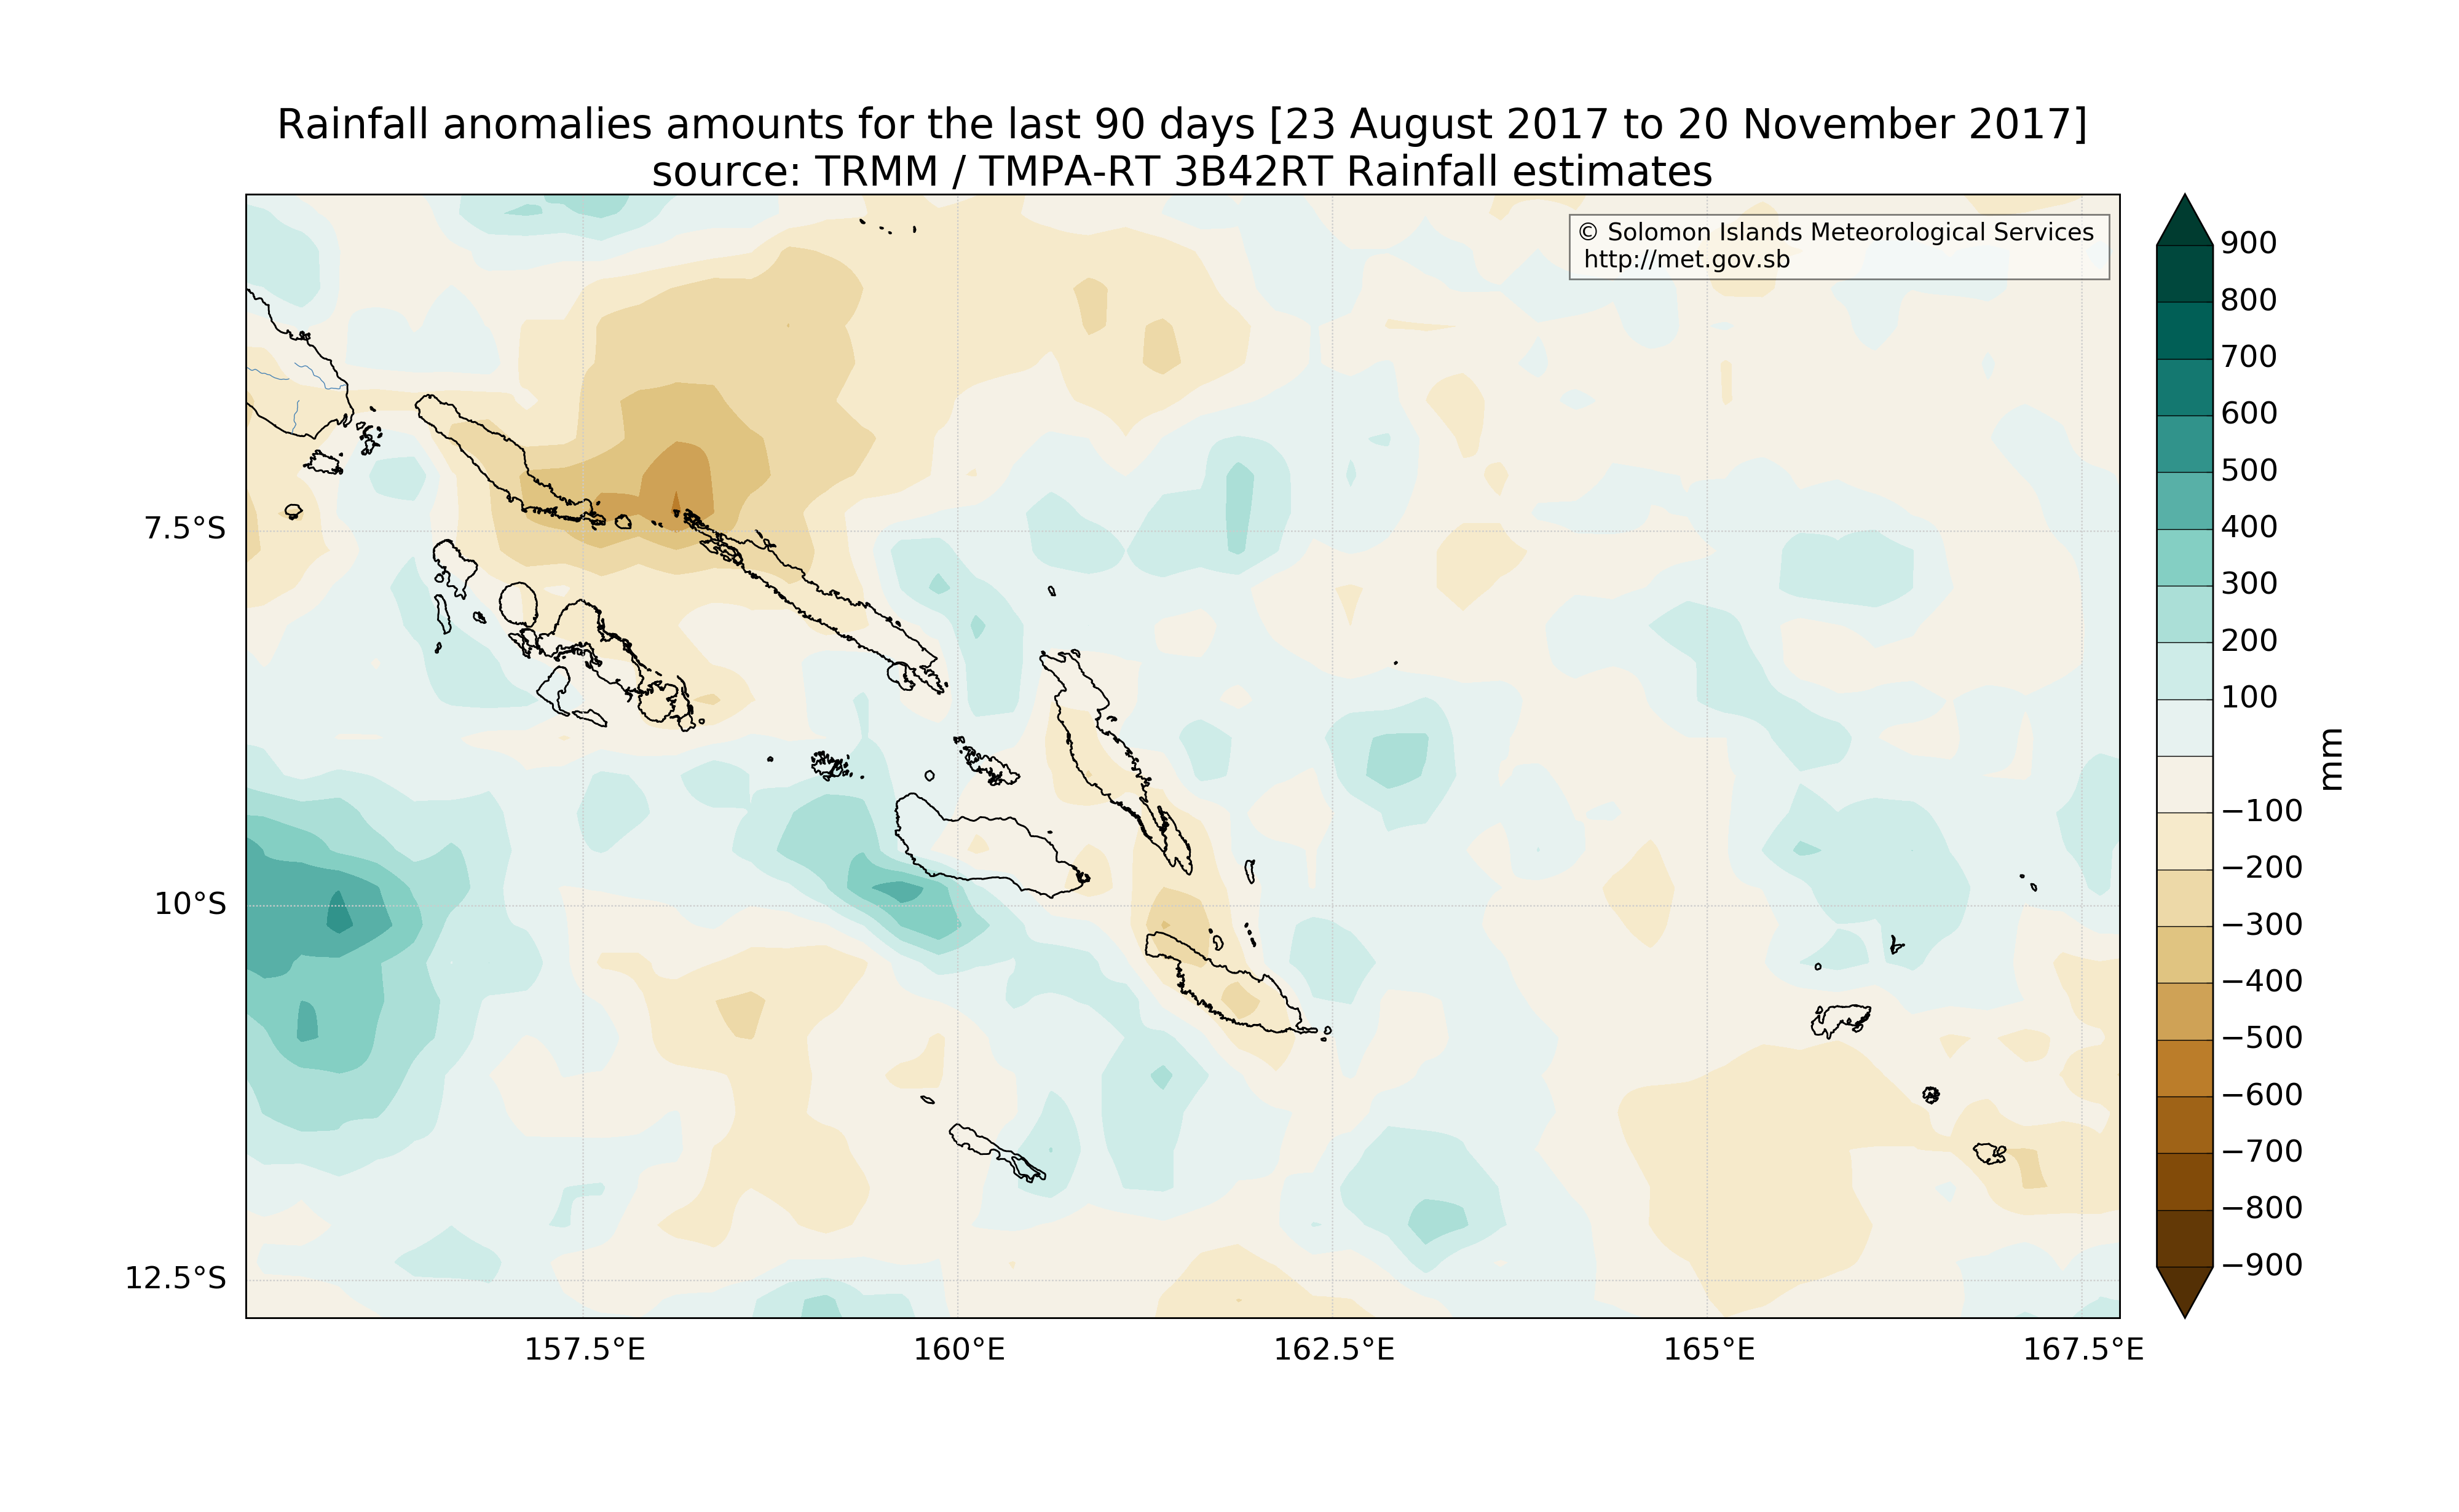 Rainfall anomalies amounts for the last 90 days [23 August 2017 to 20 November 2017]
source: TRMM / TMPA-RT 3B42RT Rainfall estimates
© Solomon Islands Meteorological Services
http://met.gov.sb
7.5°S
10°S
12.5°S
157.5°E
160°E
162.5°E
165°E
167.5°E
900
800
700
600
500
400
300
200
100
−100
−200
−300
−400
−500
−600
−700
−800
−900
mm